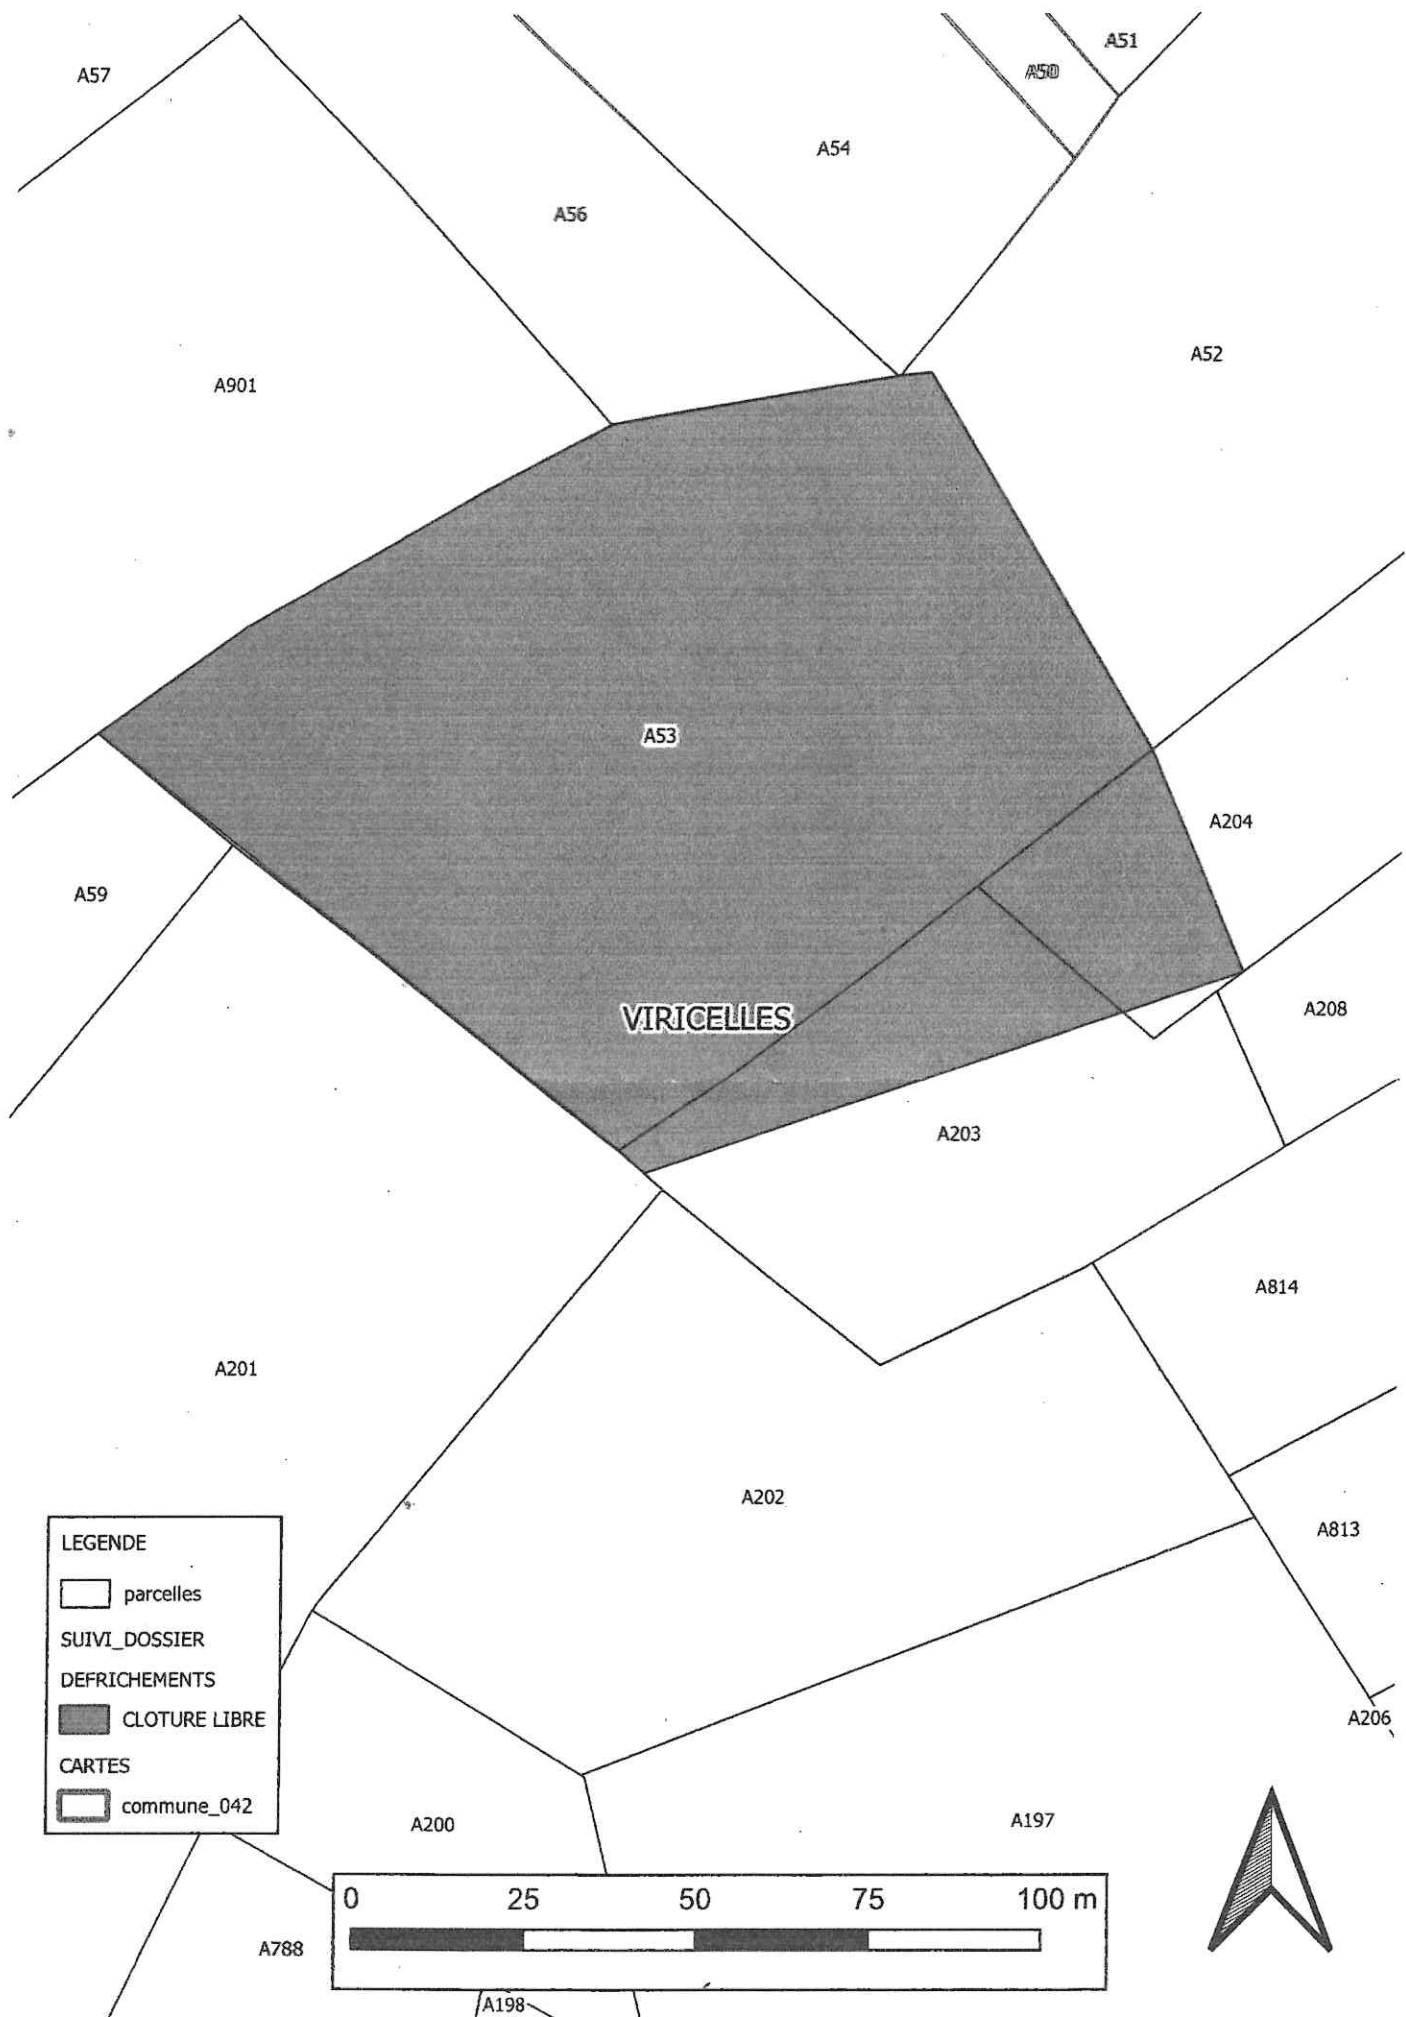 A51
A57
A50
A54
A56
A52
A901
A53
A204
A59
A208
VIRICELLES
A203
A814
A201
A202
A813
LEGENDE
parcelles
SUIVI_DOSSIER
DEFRICHEMENTS
CLOTURE LIBRE
CARTES
commune_042
A206
A200
A197
0 25 50 75 100 m
A788
A198